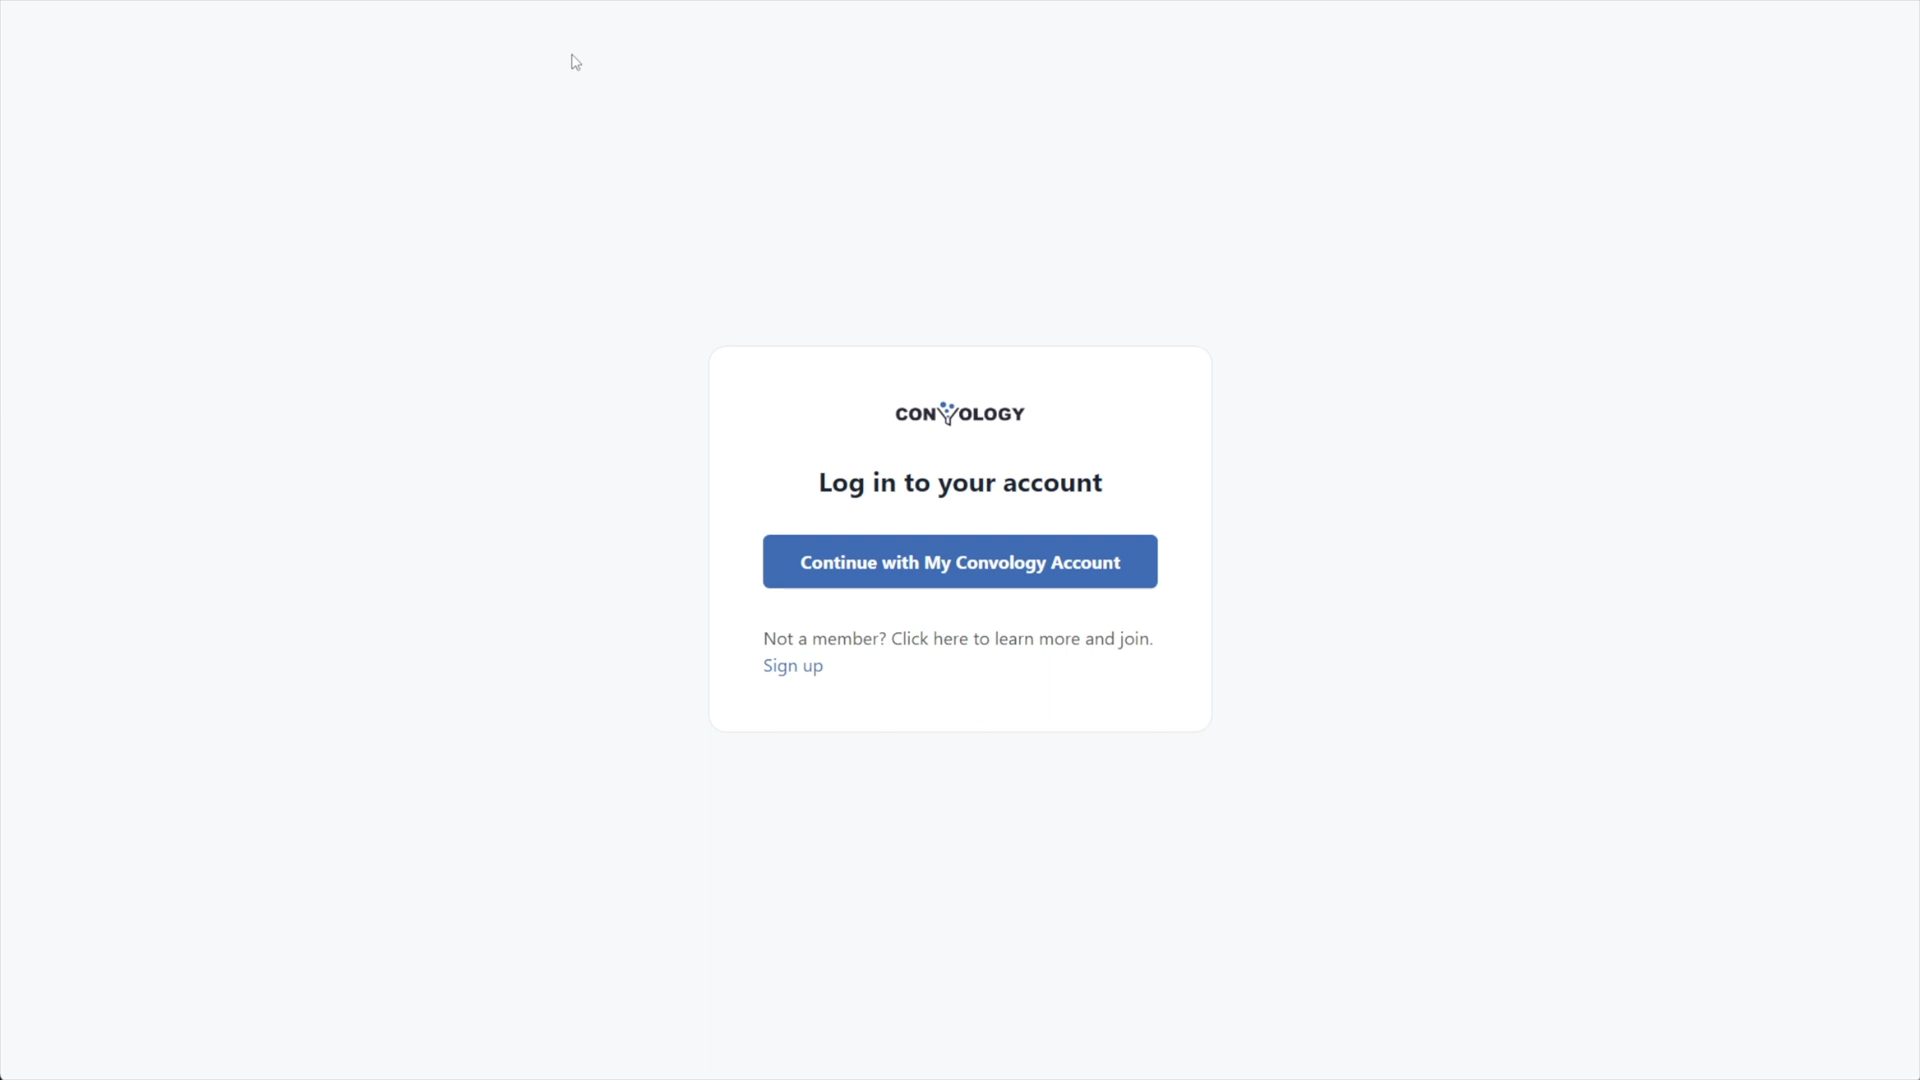 CONVOLOGY
Log in to your account
Continue with My Convology Account
Not a member? Click here to learn more and join.
Sign up